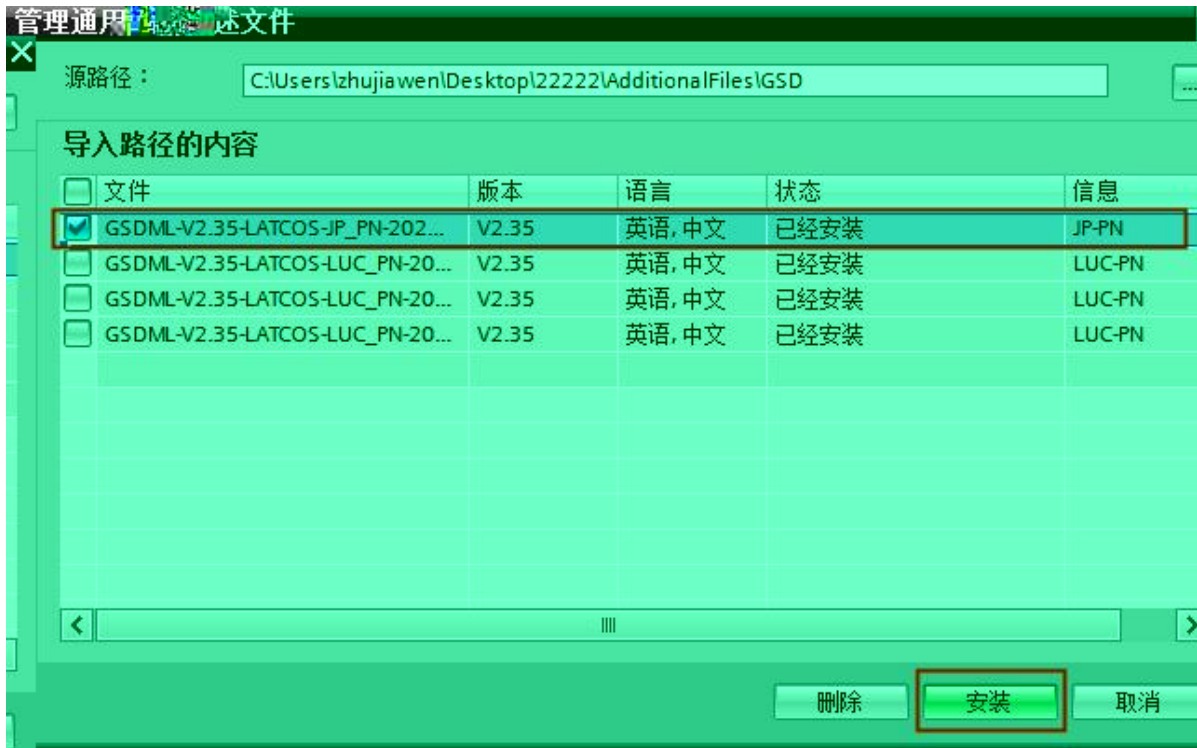 管理通用 述文件
源路径： C:\Users\zhujiawen\Desktop\22222\AdditionalFiles\GSD ...
导入路径的内容
文件 版本 语言 状态 信息
GSDML-V2.35-LATCOS-JP_PN-202... V2.35 英语, 中文 已经安装 JP-PN
GSDML-V2.35-LATCOS-LUC_PN-20... V2.35 英语, 中文 已经安装 LUC-PN
GSDML-V2.35-LATCOS-LUC_PN-20... V2.35 英语, 中文 已经安装 LUC-PN
GSDML-V2.35-LATCOS-LUC_PN-20... V2.35 英语, 中文 已经安装 LUC-PN
删除 安装 取消